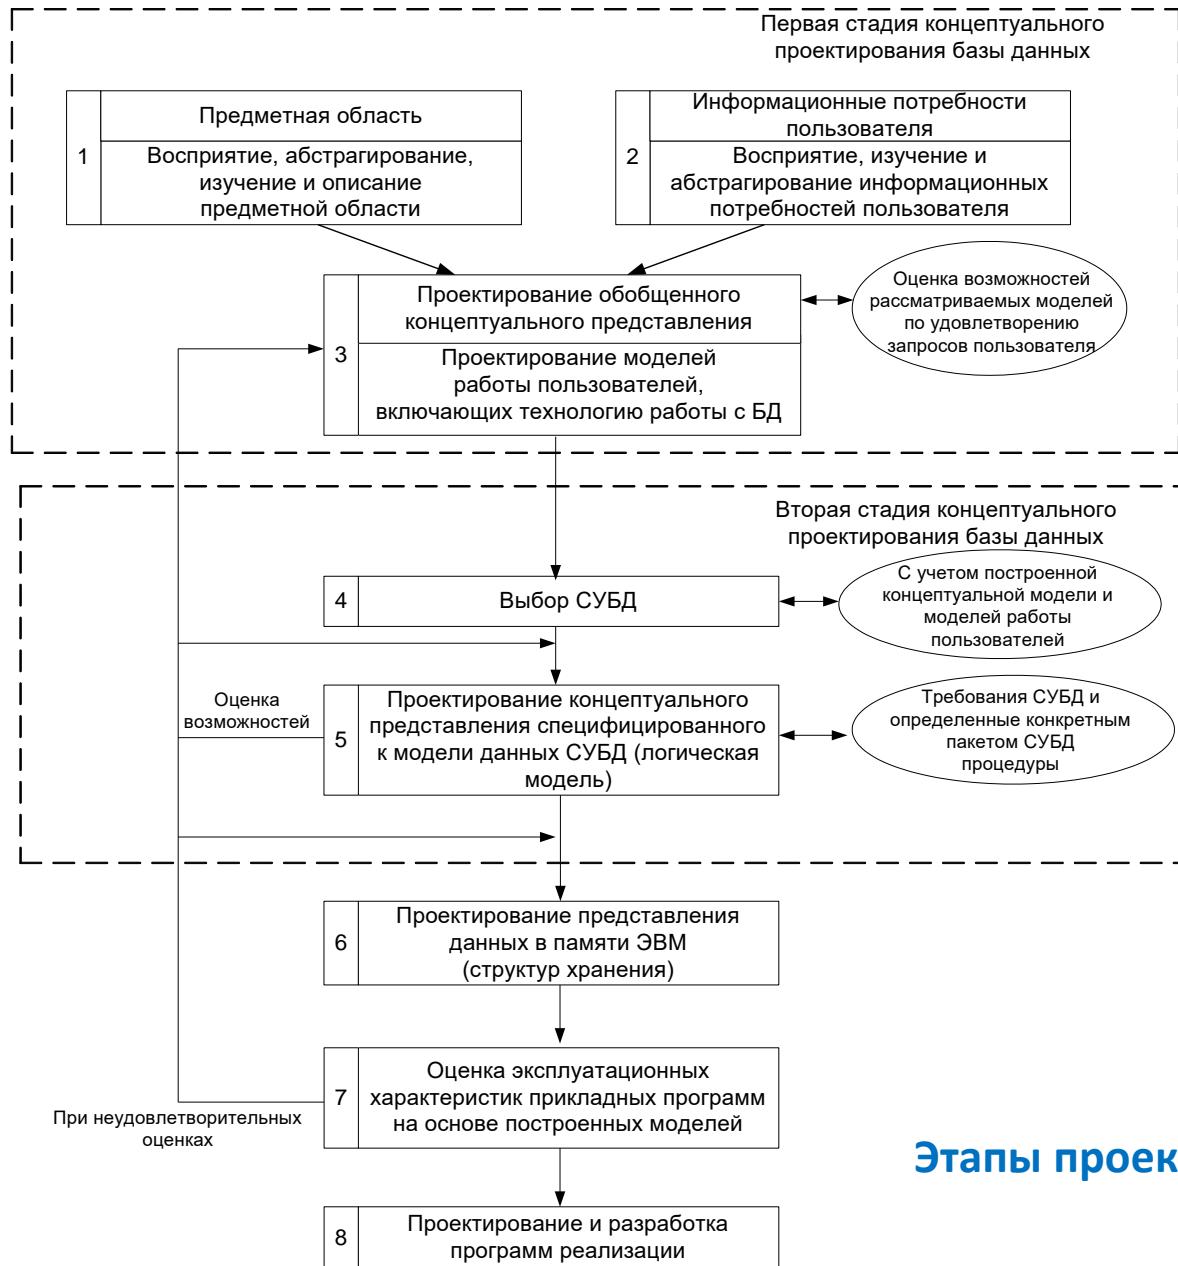 Первая стадия концептуального
проектирования базы данных
1
Предметная область
Восприятие, абстрагирование,
изучение и описание
предметной области
2
Информационные потребности
пользователя
Восприятие, изучение и
абстрагирование информационных
потребностей пользователя
3
Проектирование обобщенного
концептуального представления
Проектирование моделей
работы пользователей,
включающих технологию работы с БД
Оценка возможностей
рассматриваемых моделей
по удовлетворению
запросов пользователя
Вторая стадия концептуального
проектирования базы данных
4
Выбор СУБД
С учетом построенной
концептуальной модели и
моделей работы
пользователей
Оценка
возможностей
5
Проектирование концептуального
представления специфицированного
к модели данных СУБД (логическая
модель)
Требования СУБД и
определенные конкретным
пакетом СУБД
процедуры
6
Проектирование представления
данных в памяти ЭВМ
(структур хранения)
7
Оценка эксплуатационных
характеристик прикладных программ
на основе построенных моделей
При неудовлетворительных
оценках
Этапы проек
8
Проектирование и разработка
программ реализации